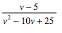 v − 5
v² − 10v + 25